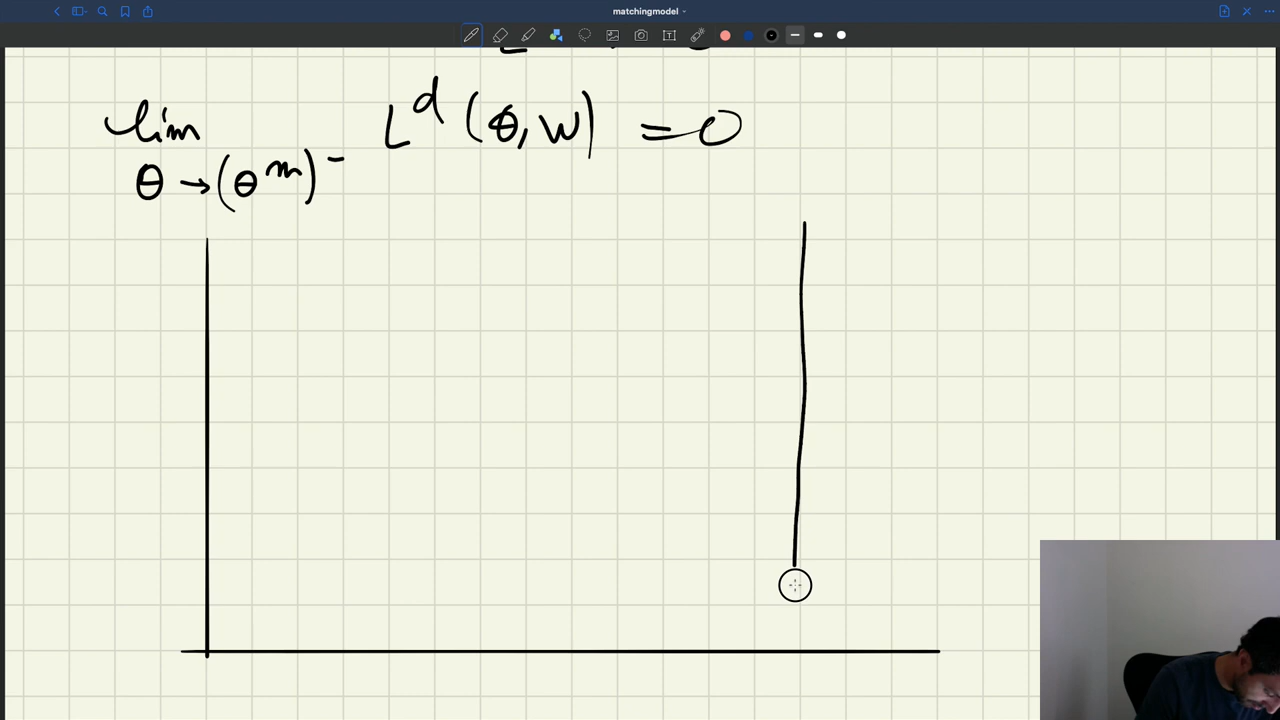 matchingmodel
lim L^d (θ, w) = 0
θ → (θ^m)^-